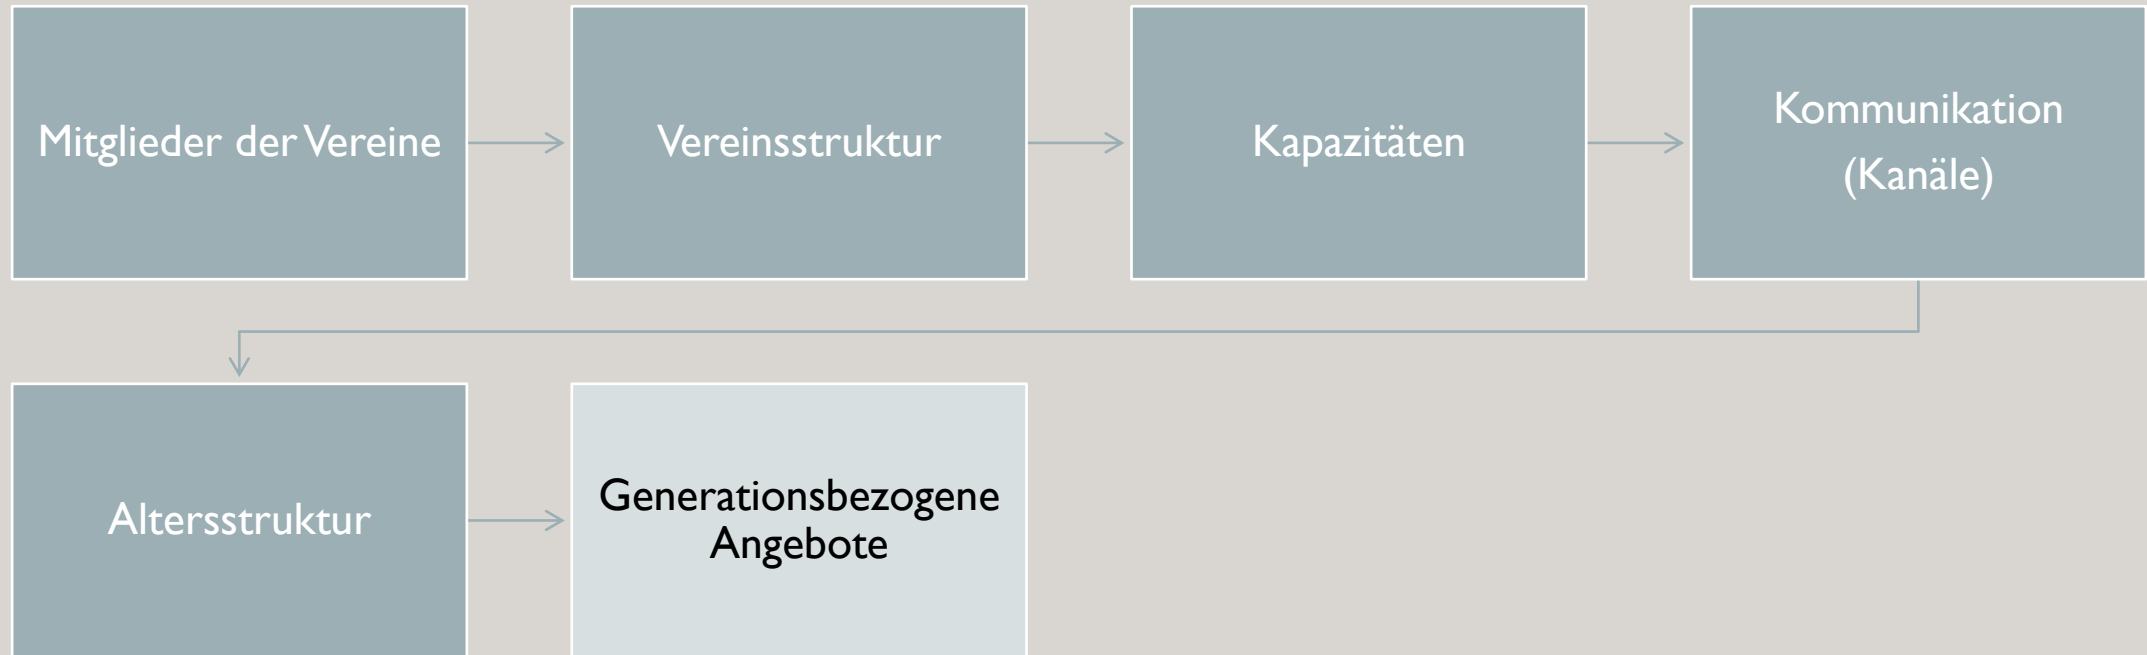 Mitglieder der Vereine
Vereinsstruktur
Kapazitäten
Kommunikation
(Kanäle)
Altersstruktur
Generationsbezogene
Angebote